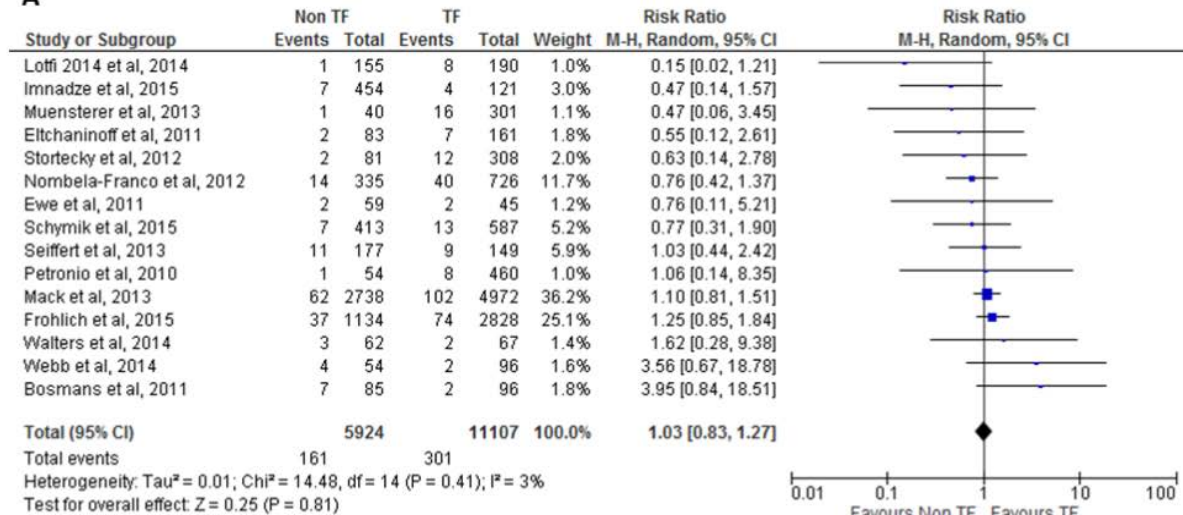 A
Non TF TF Risk Ratio Risk Ratio
Study or Subgroup Events Total Events Total Weight M-H, Random, 95% CI M-H, Random, 95% CI
Lotfi 2014 et al, 2014 1 155 8 190 1.0% 0.15 [0.02, 1.21]
Imnadze et al, 2015 7 454 4 121 3.0% 0.47 [0.14, 1.57]
Muensterer et al, 2013 1 40 16 301 1.1% 0.47 [0.06, 3.45]
Eltchaninoff et al, 2011 2 83 7 161 1.8% 0.55 [0.12, 2.61]
Stortecky et al, 2012 2 81 12 308 2.0% 0.63 [0.14, 2.78]
Nombela-Franco et al, 2012 14 335 40 726 11.7% 0.76 [0.42, 1.37]
Ewe et al, 2011 2 59 2 45 1.2% 0.76 [0.11, 5.21]
Schymik et al, 2015 7 413 13 587 5.2% 0.77 [0.31, 1.90]
Seiffert et al, 2013 11 177 9 149 5.9% 1.03 [0.44, 2.42]
Petronio et al, 2010 1 54 8 460 1.0% 1.06 [0.14, 8.35]
Mack et al, 2013 62 2738 102 4972 36.2% 1.10 [0.81, 1.51]
Frohlich et al, 2015 37 1134 74 2828 25.1% 1.25 [0.85, 1.84]
Walters et al, 2014 3 62 2 67 1.4% 1.62 [0.28, 9.38]
Webb et al, 2014 4 54 2 96 1.6% 3.56 [0.67, 18.78]
Bosmans et al, 2011 7 85 2 96 1.8% 3.95 [0.84, 18.51]
Total (95% CI) 5924 11107 100.0% 1.03 [0.83, 1.27]
Total events 161 301
Heterogeneity: Tau² = 0.01; Chi² = 14.48, df = 14 (P = 0.41); I² = 3%
Test for overall effect: Z = 0.25 (P = 0.81)
0.01 0.1 1 10 100
Favours Non TF Favours TF